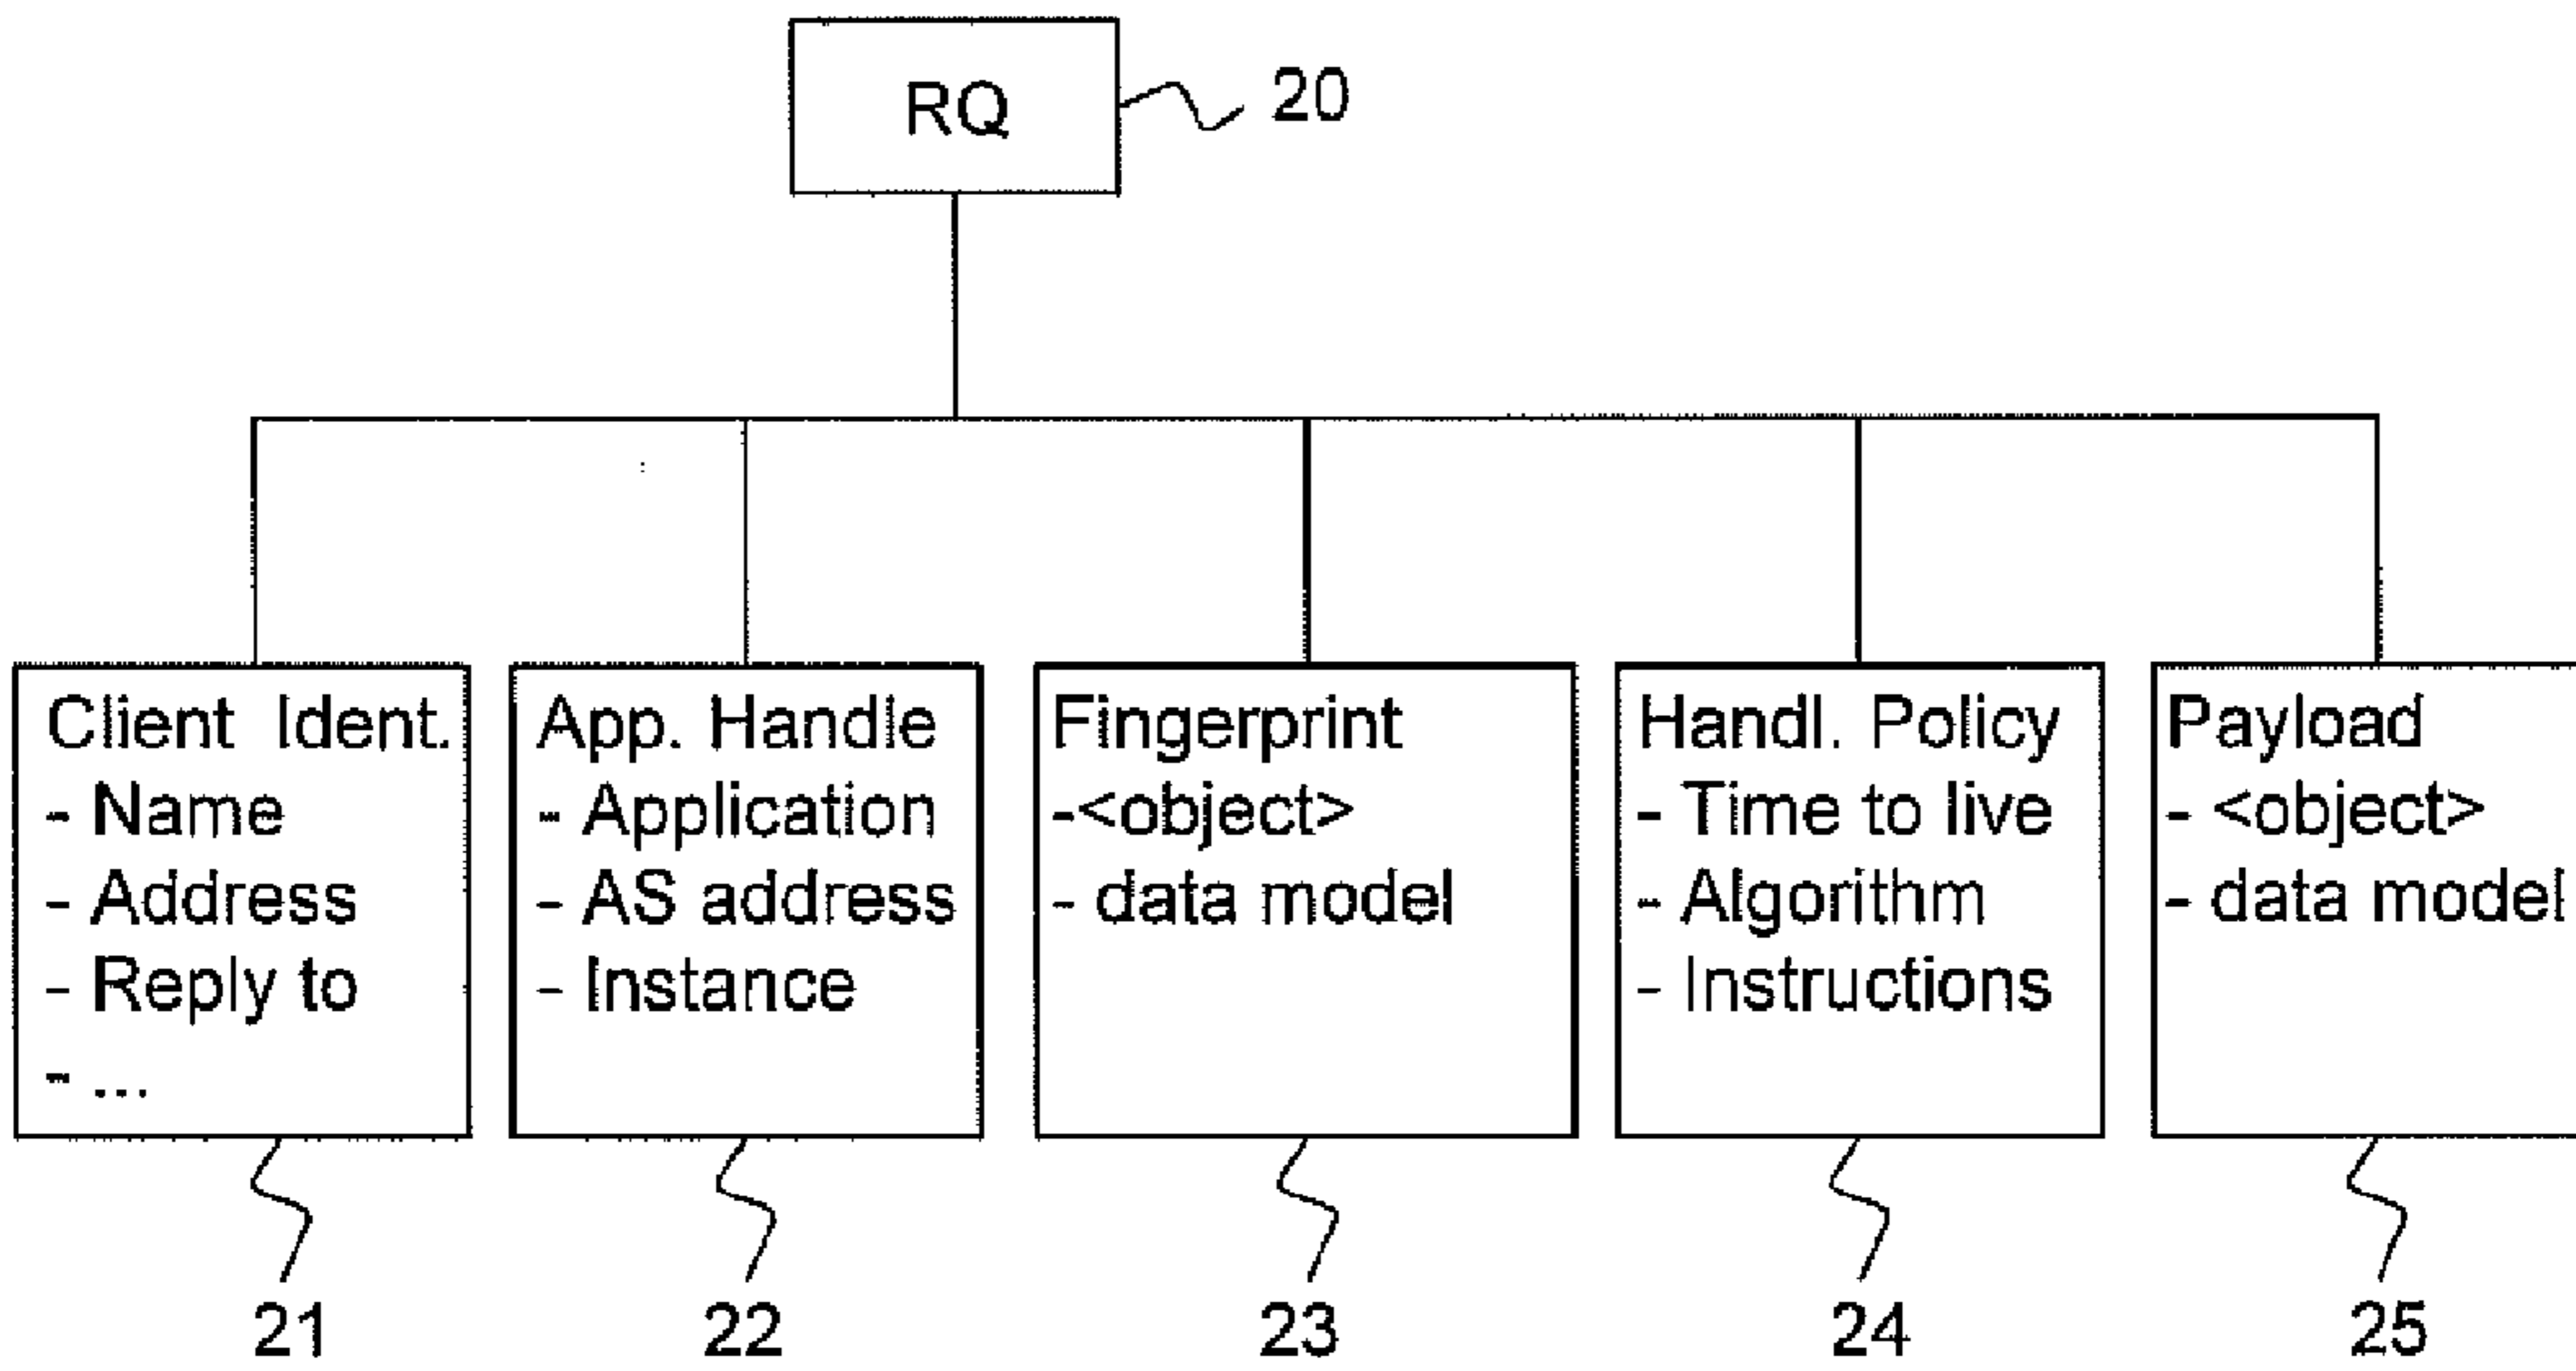 RQ
20
Client Ident.
- Name
- Address
- Reply to
- ...
App. Handle
- Application
- AS address
- Instance
Fingerprint
-<object>
- data model
Handl. Policy
- Time to live
- Algorithm
- Instructions
Payload
- <object>
- data model
21
22
23
24
25